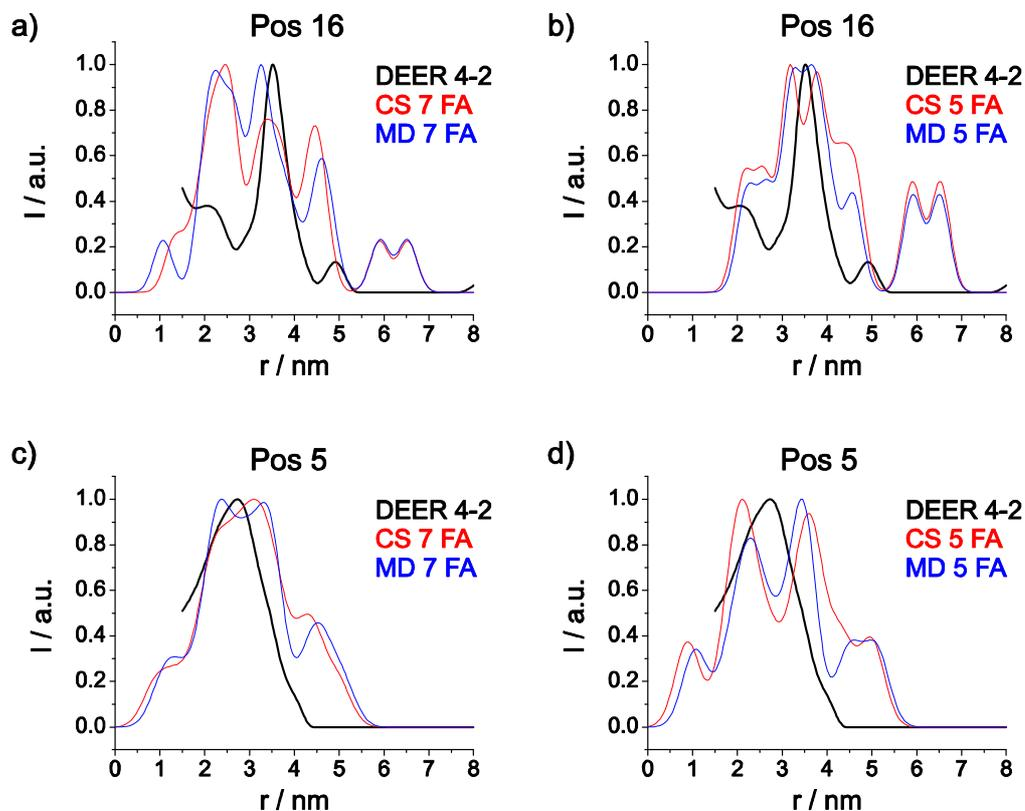 a)
Pos 16
DEER 4-2
CS 7 FA
MD 7 FA
I / a.u.
1.0
0.8
0.6
0.4
0.2
0.0
0 1 2 3 4 5 6 7 8
r / nm
b)
Pos 16
DEER 4-2
CS 5 FA
MD 5 FA
I / a.u.
1.0
0.8
0.6
0.4
0.2
0.0
0 1 2 3 4 5 6 7 8
r / nm
c)
Pos 5
DEER 4-2
CS 7 FA
MD 7 FA
I / a.u.
1.0
0.8
0.6
0.4
0.2
0.0
0 1 2 3 4 5 6 7 8
r / nm
d)
Pos 5
DEER 4-2
CS 5 FA
MD 5 FA
I / a.u.
1.0
0.8
0.6
0.4
0.2
0.0
0 1 2 3 4 5 6 7 8
r / nm